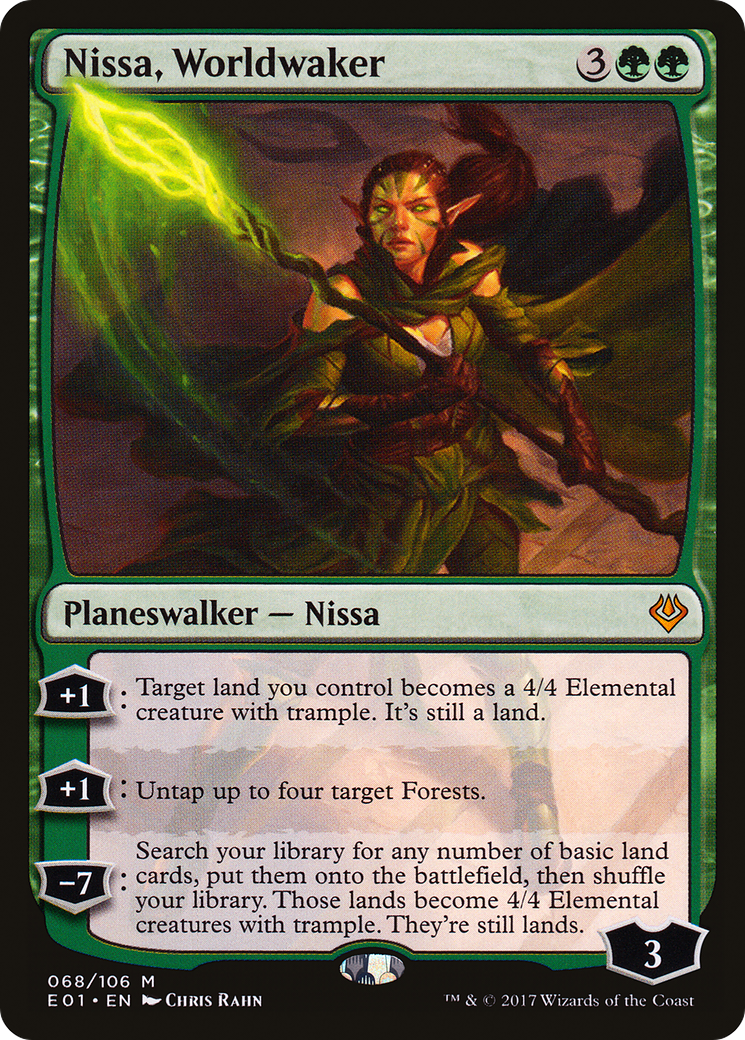 Nissa, Worldwaker 3
Planeswalker — Nissa
+1 : Target land you control becomes a 4/4 Elemental
creature with trample. It's still a land.
+1 : Untap up to four target Forests.
Search your library for any number of basic land
cards, put them onto the battlefield, then shuffle
−7 : your library. Those lands become 4/4 Elemental
creatures with trample. They're still lands.
3
068/106 M
E01 • EN Chris Rahn
™ & © 2017 Wizards of the Coast